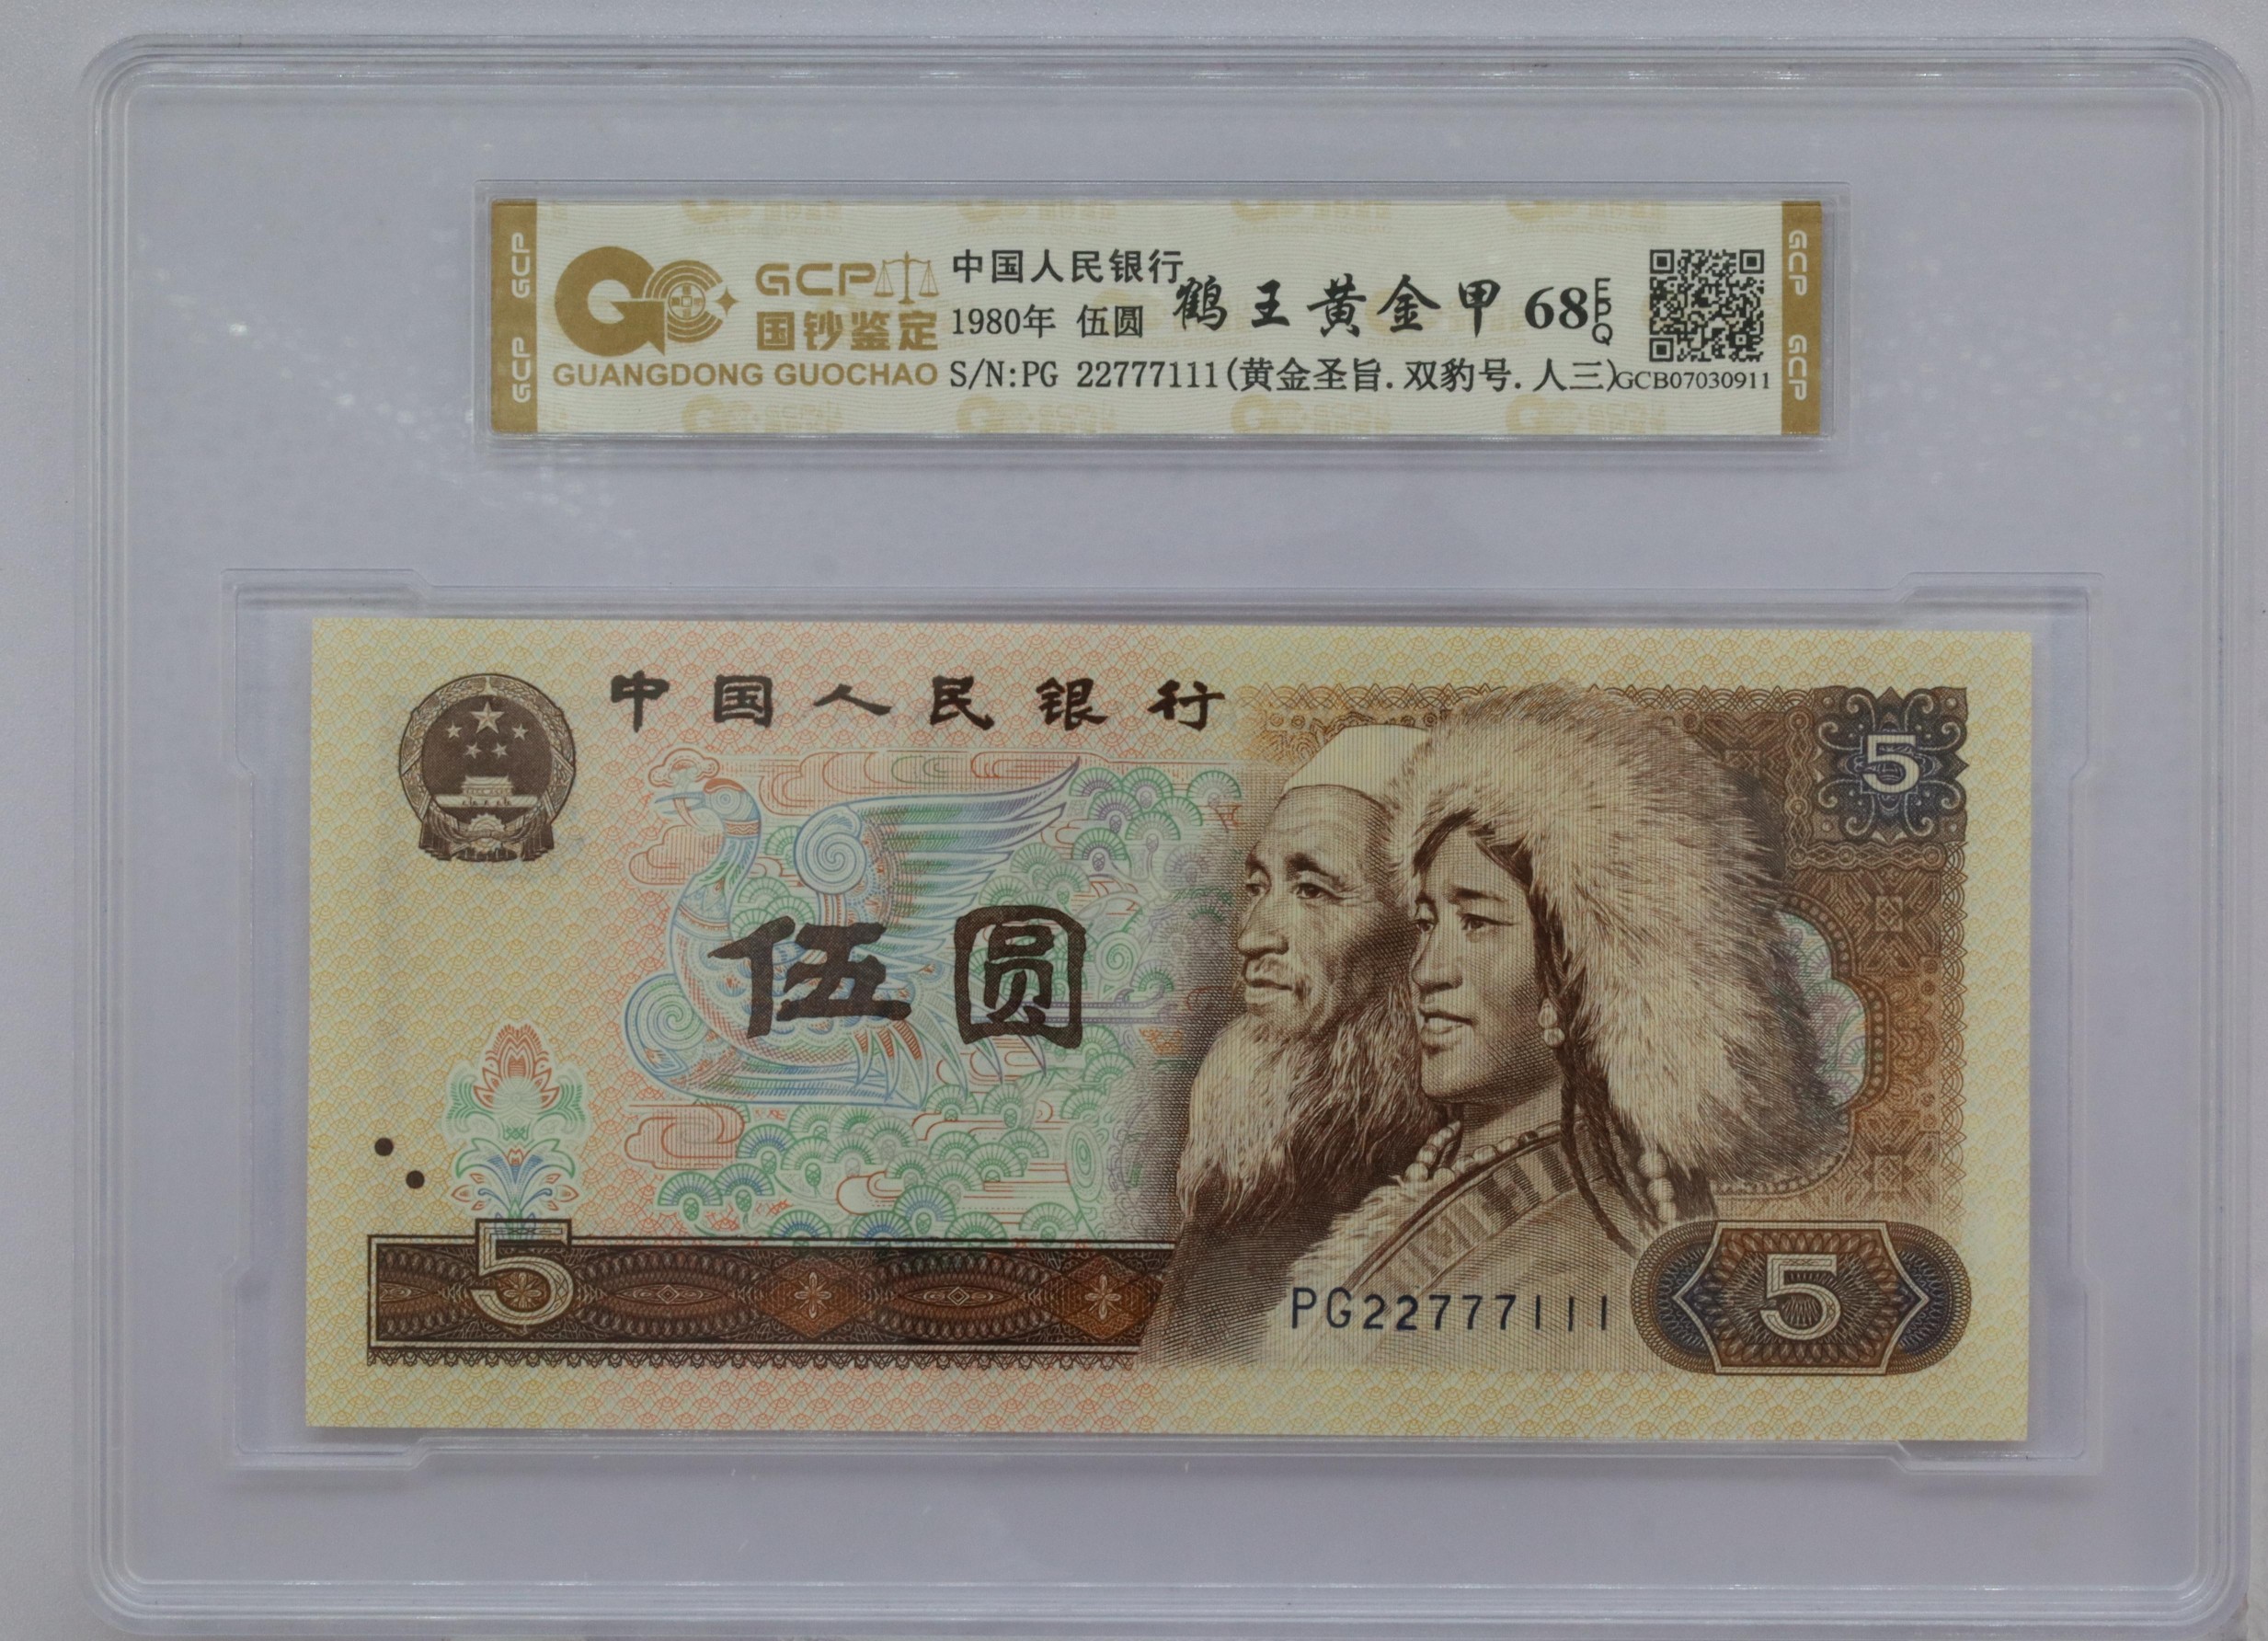 GCP GCP
GCP 国钞鉴定
GUANGDONG GUOCHAO
中国人民银行
1980年 伍圆 鹤王黄金甲 68 EPQ
S/N:PG 22777111(黄金圣旨.双豹号.人三)GCB07030911
GCP GCP
中国人民银行
5
伍圆
5
PG22777111
5